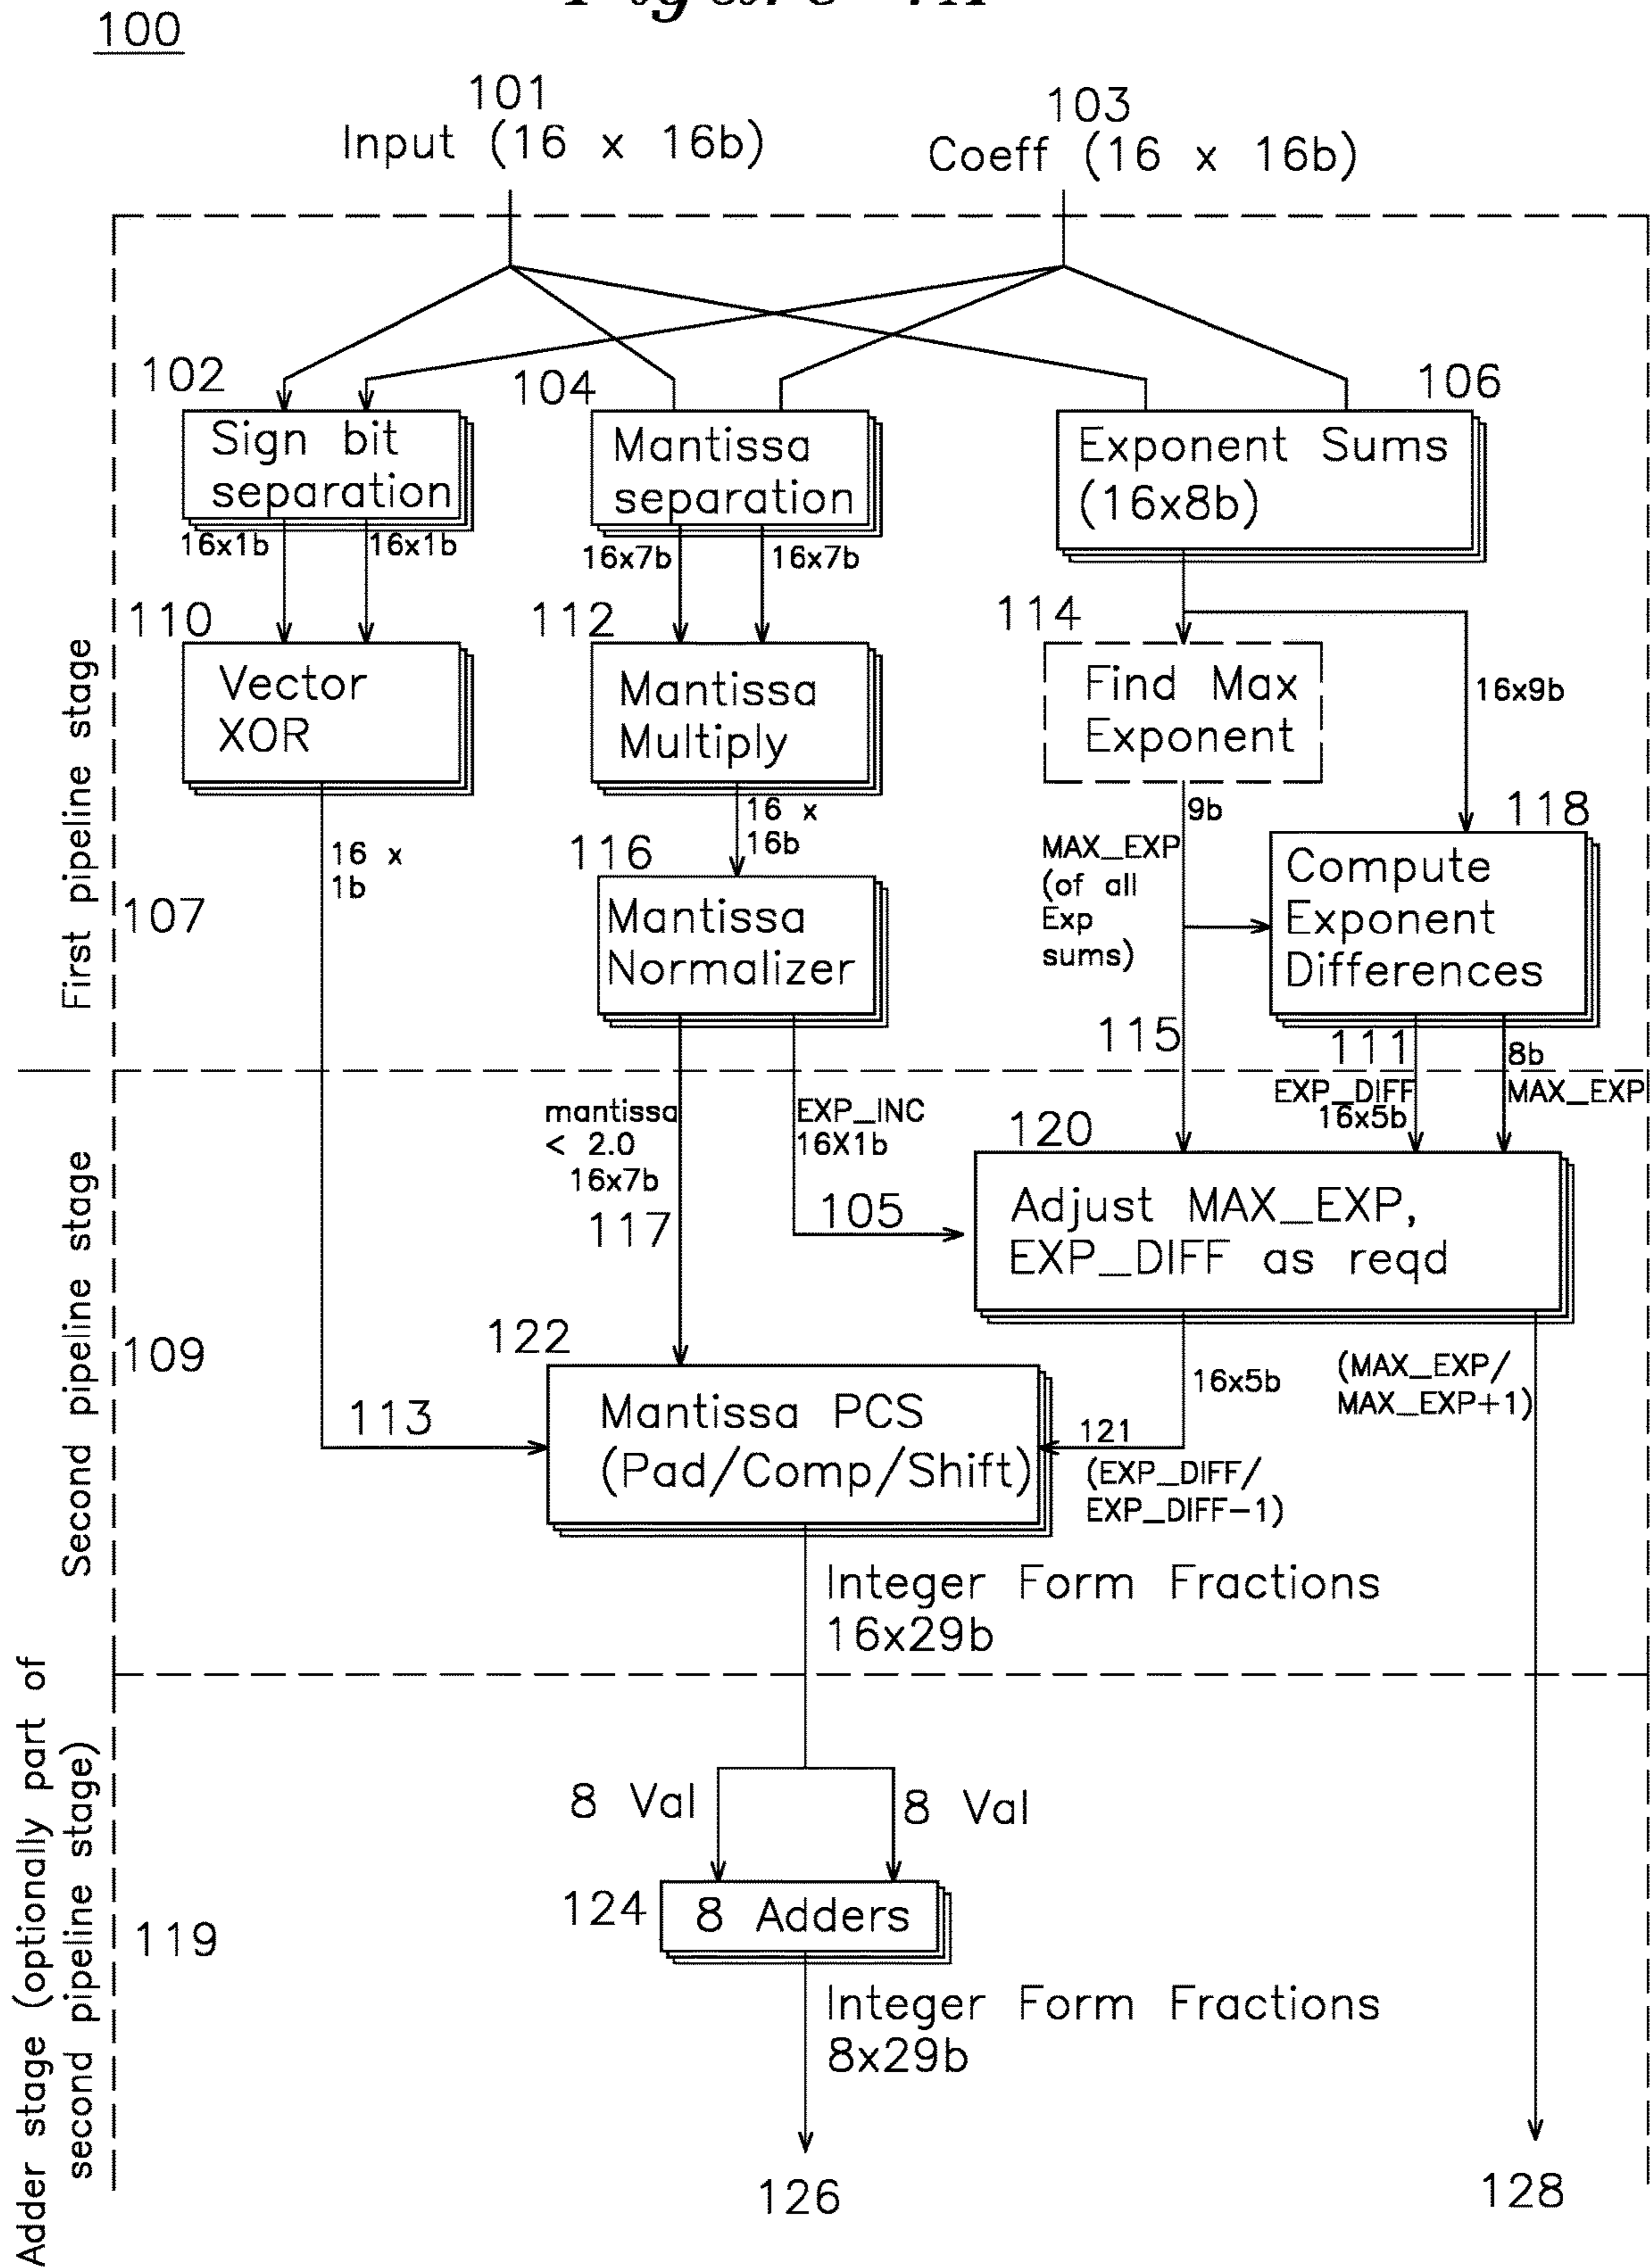 100
101
Input (16 x 16b)
103
Coeff (16 x 16b)
102
Sign bit
separation
104
Mantissa
separation
106
Exponent Sums
(16x8b)
16x1b
16x1b
16x7b
16x7b
110
Vector
XOR
112
Mantissa
Multiply
114
Find Max
Exponent
16x9b
First pipeline stage
107
16 x
1b
16 x
16b
116
Mantissa
Normalizer
9b
MAX_EXP
(of all
Exp
sums)
118
Compute
Exponent
Differences
115
111
8b
EXP_DIFF
16x5b
MAX_EXP
mantissa
< 2.0
16x7b
117
EXP_INC
16X1b
105
120
Adjust MAX_EXP,
EXP_DIFF as reqd
Second pipeline stage
109
113
122
Mantissa PCS
(Pad/Comp/Shift)
16x5b
121
(EXP_DIFF/
EXP_DIFF-1)
(MAX_EXP/
MAX_EXP+1)
Integer Form Fractions
16x29b
Adder stage (optionally part of
second pipeline stage)
119
8 Val
8 Val
124
8 Adders
Integer Form Fractions
8x29b
126
128